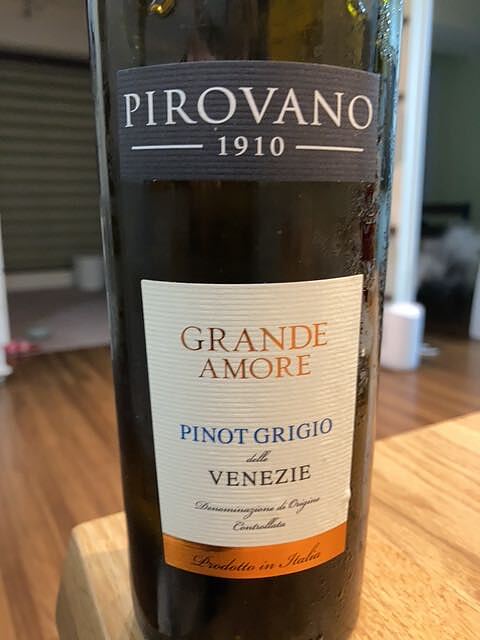 PIROVANO
1910
GRANDE
AMORE
PINOT GRIGIO
delle
VENEZIE
Denominazione di Origine
Controllata
Prodotto in Italia